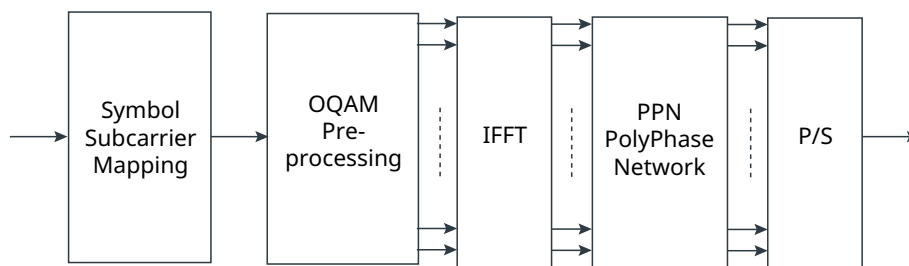 Symbol
Subcarrier
Mapping
OQAM
Pre-
processing
IFFT
PPN
PolyPhase
Network
P/S